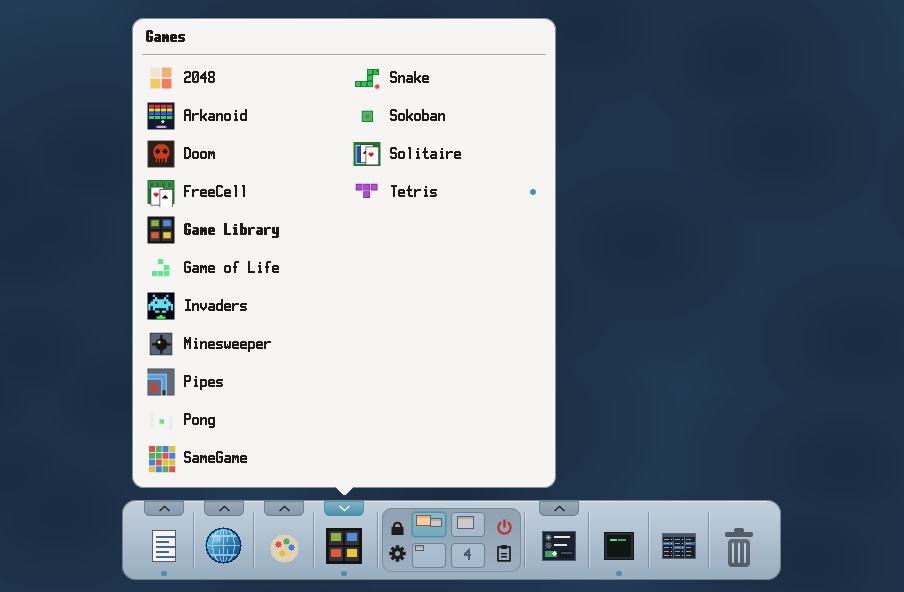 Games
2048
Arkanoid
Doom
FreeCell
Game Library
Game of Life
Invaders
Minesweeper
Pipes
Pong
SameGame
Snake
Sokoban
Solitaire
Tetris
4